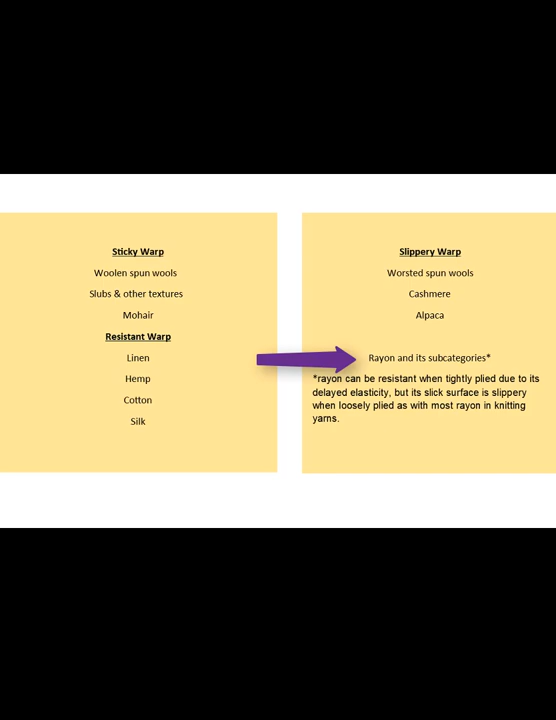 Sticky Warp
Woolen spun wools
Slubs & other textures
Mohair
Resistant Warp
Linen
Hemp
Cotton
Silk
Slippery Warp
Worsted spun wools
Cashmere
Alpaca
Rayon and its subcategories*
*rayon can be resistant when tightly plied due to its
delayed elasticity, but its slick surface is slippery
when loosely plied as with most rayon in knitting
yarns.